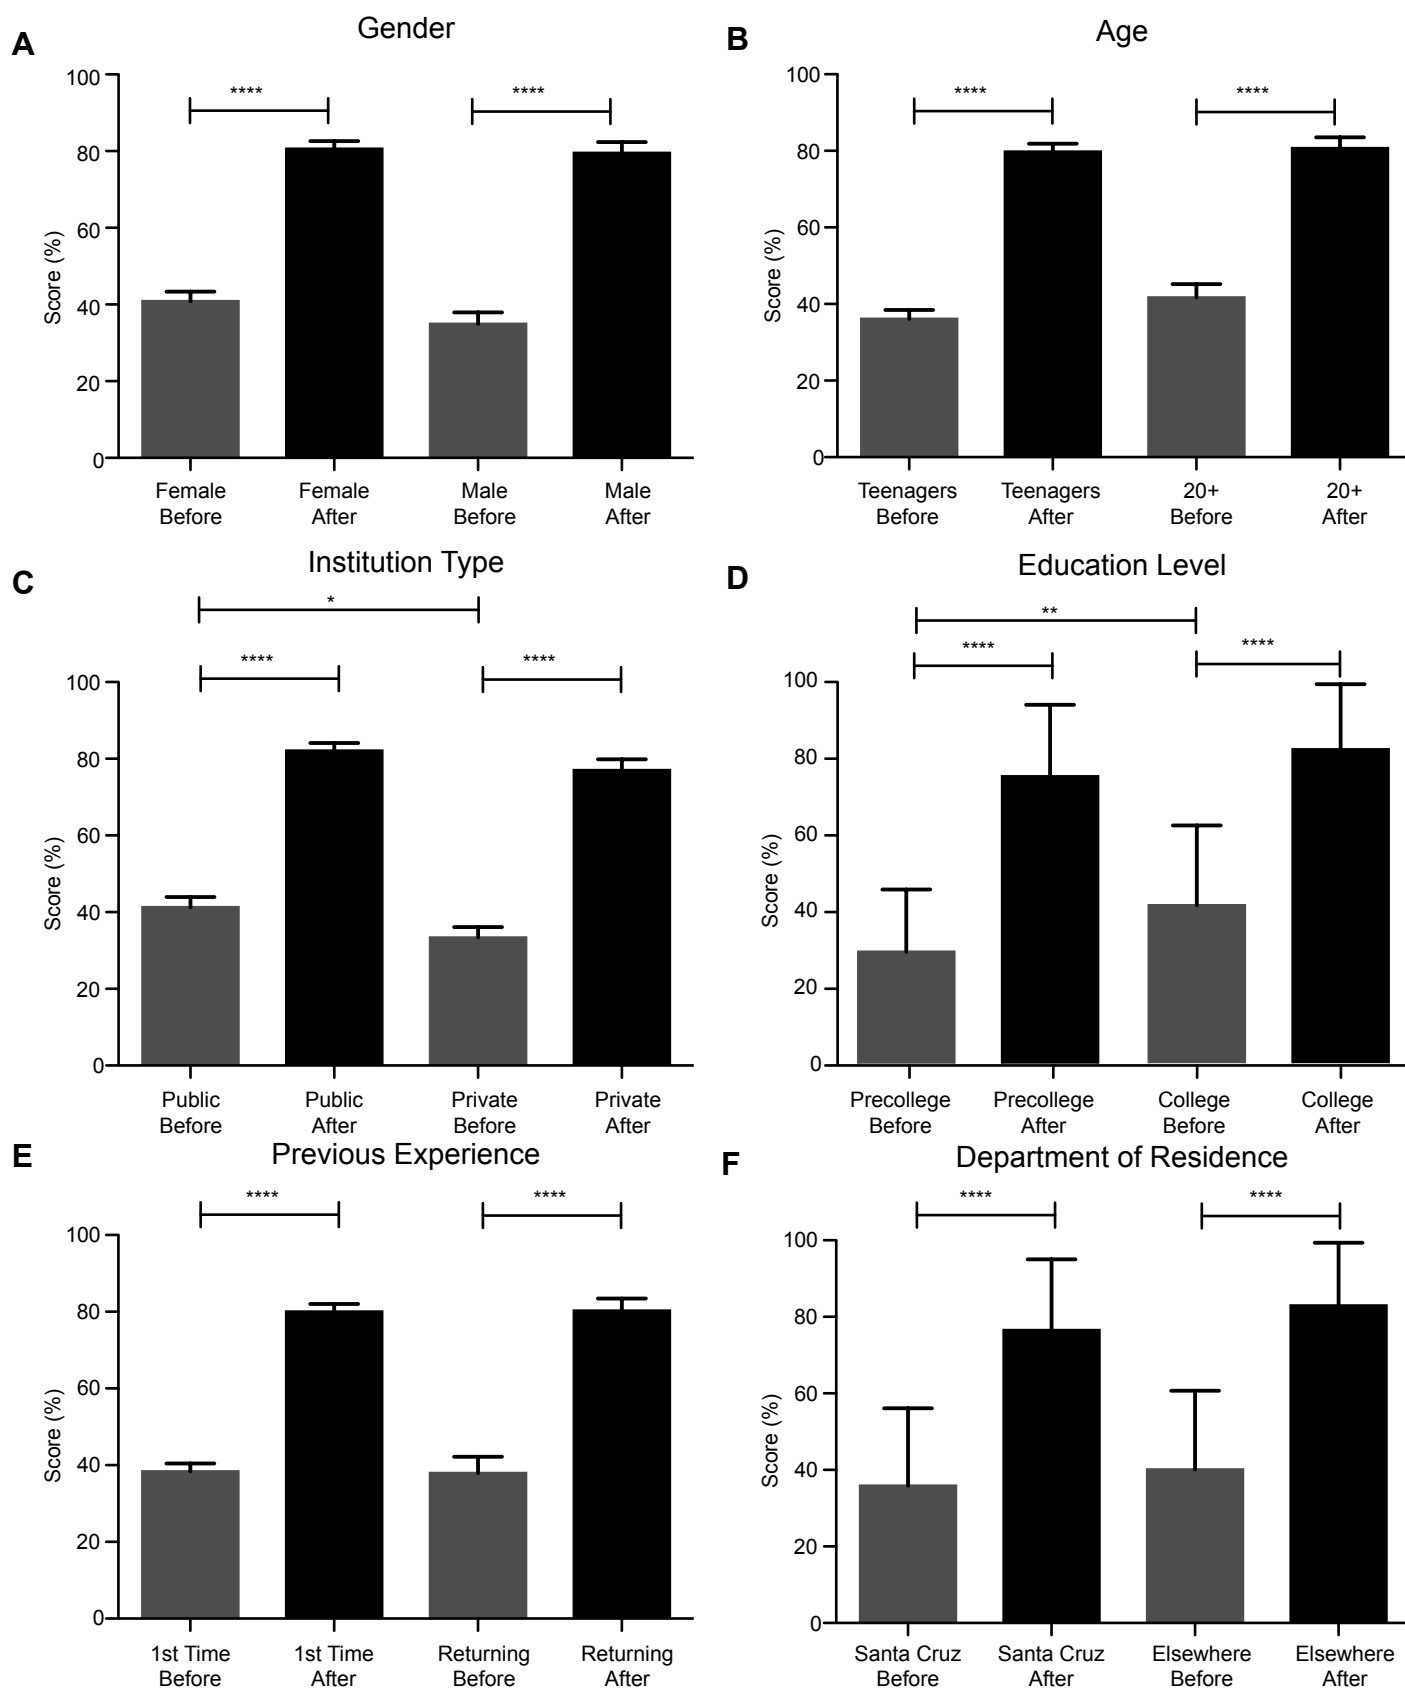 A
Gender
100
80
60
40
20
0
Score (%)
****
****
Female Before
Female After
Male Before
Male After
B
Age
100
80
60
40
20
0
Score (%)
****
****
Teenagers Before
Teenagers After
20+ Before
20+ After
C
Institution Type
*
****
****
100
80
60
40
20
0
Score (%)
Public Before
Public After
Private Before
Private After
D
Education Level
**
****
****
100
80
60
40
20
0
Score (%)
Precollege Before
Precollege After
College Before
College After
E
Previous Experience
****
****
100
80
60
40
20
0
Score (%)
1st Time Before
1st Time After
Returning Before
Returning After
F
Department of Residence
****
****
100
80
60
40
20
0
Score (%)
Santa Cruz Before
Santa Cruz After
Elsewhere Before
Elsewhere After